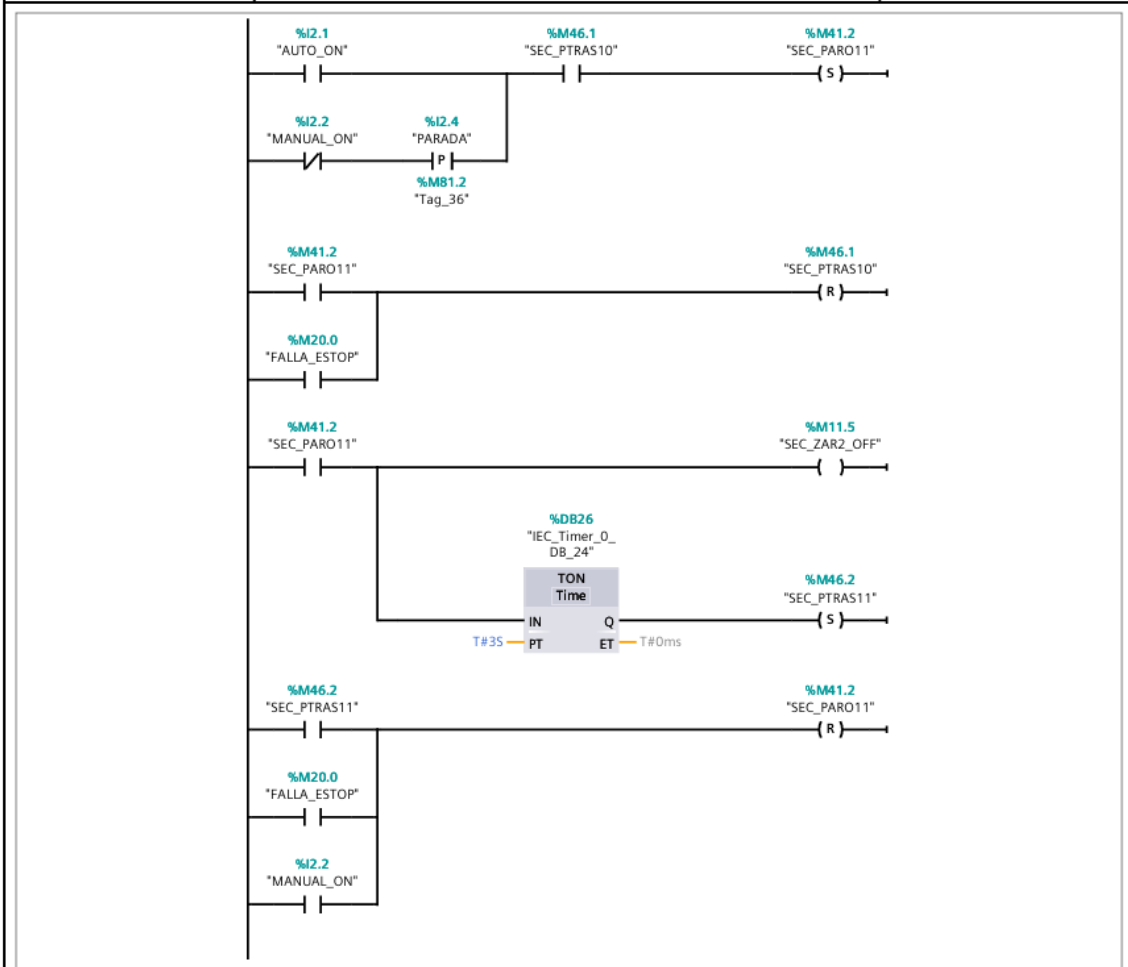 %I2.1 %M46.1 %M41.2
"AUTO_ON" "SEC_PTRAS10" "SEC_PARO11"
S
%I2.2 %I2.4
"MANUAL_ON" "PARADA"
P
%M81.2
"Tag_36"
%M41.2 %M46.1
"SEC_PARO11" "SEC_PTRAS10"
R
%M20.0
"FALLA_ESTOP"
%M41.2 %M11.5
"SEC_PARO11" "SEC_ZAR2_OFF"
%DB26
"IEC_Timer_0_
DB_24"
TON
Time
%M46.2
"SEC_PTRAS11"
IN Q S
T#3S PT ET T#0ms
%M46.2 %M41.2
"SEC_PTRAS11" "SEC_PARO11"
R
%M20.0
"FALLA_ESTOP"
%I2.2
"MANUAL_ON"